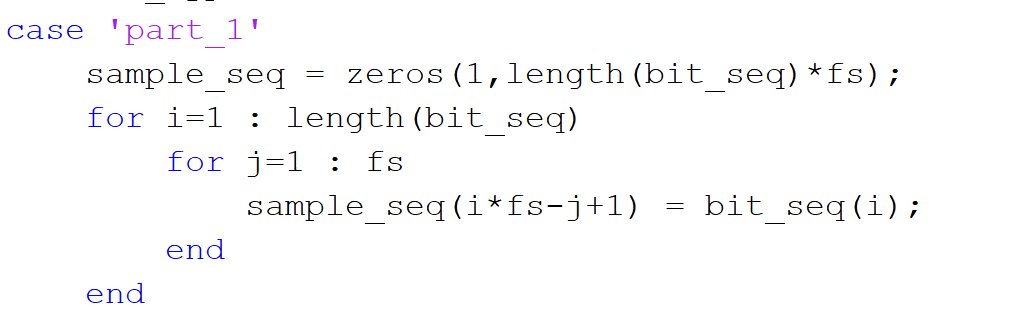 case 'part_1'
    sample_seq = zeros(1,length(bit_seq)*fs);
    for i=1 : length(bit_seq)
        for j=1 : fs
            sample_seq(i*fs-j+1) = bit_seq(i);
        end
    end